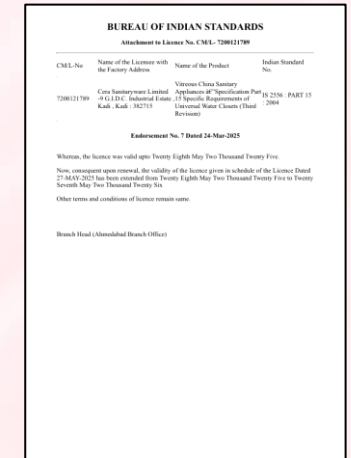 BUREAU OF INDIAN STANDARDS
Attachment to Licence No. CM/L- 7200121789
CM/L-No
Name of the Licensee with
the Factory Address
Name of the Product
Indian Standard
No.
7200121789
Cera Sanitaryware Limited
-9 G.I.D.C. Industrial Estate ,
Kadi , Kadi : 382715
Vitreous China Sanitary
Appliances â€"Specification Part
15 Specific Requirements of
Universal Water Closets (Third
Revision)
IS 2556 : PART 15
: 2004
Endorsement No. 7 Dated 24-Mar-2025
Whereas, the licence was valid upto Twenty Eighth May Two Thousand Twenty Five.
Now, consequent upon renewal, the validity of the licence given in schedule of the Licence Dated
27-MAY-2025 has been extended from Twenty Eighth May Two Thousand Twenty Five to Twenty
Seventh May Two Thousand Twenty Six
Other terms and conditions of licence remain same.
Branch Head (Ahmedabad Branch Office)